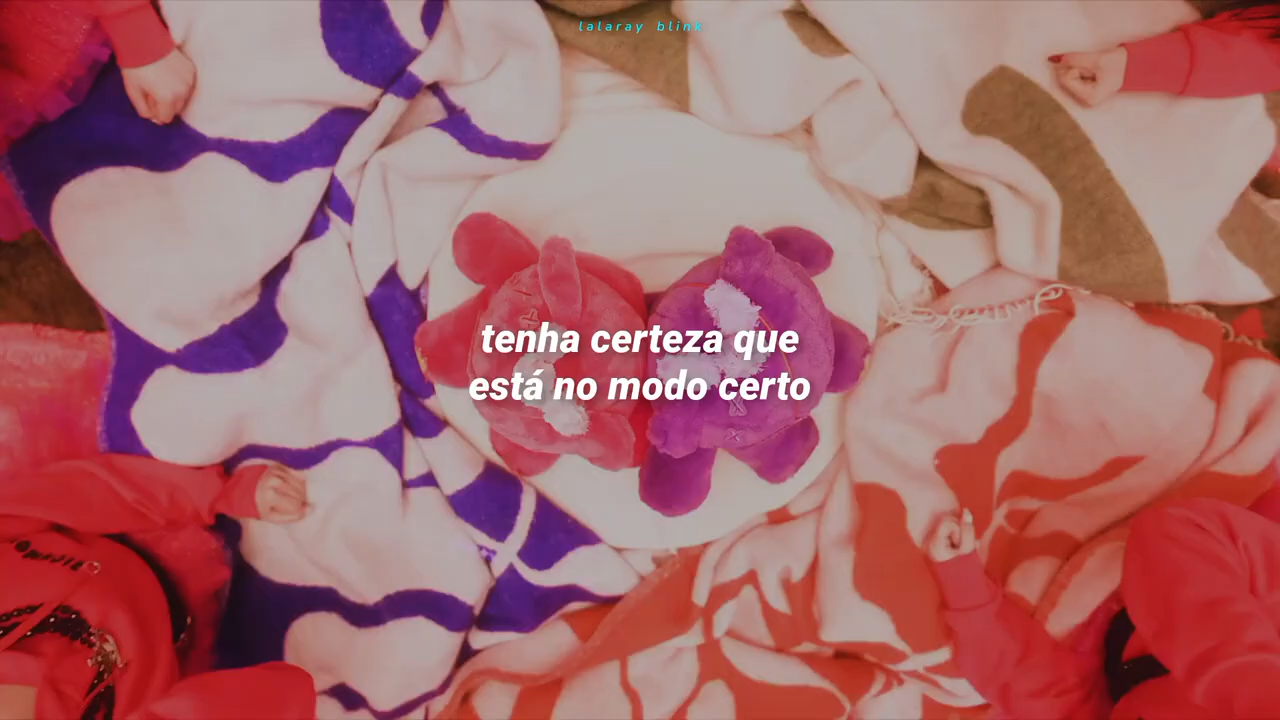 lalaray blink
tenha certeza que
está no modo certo